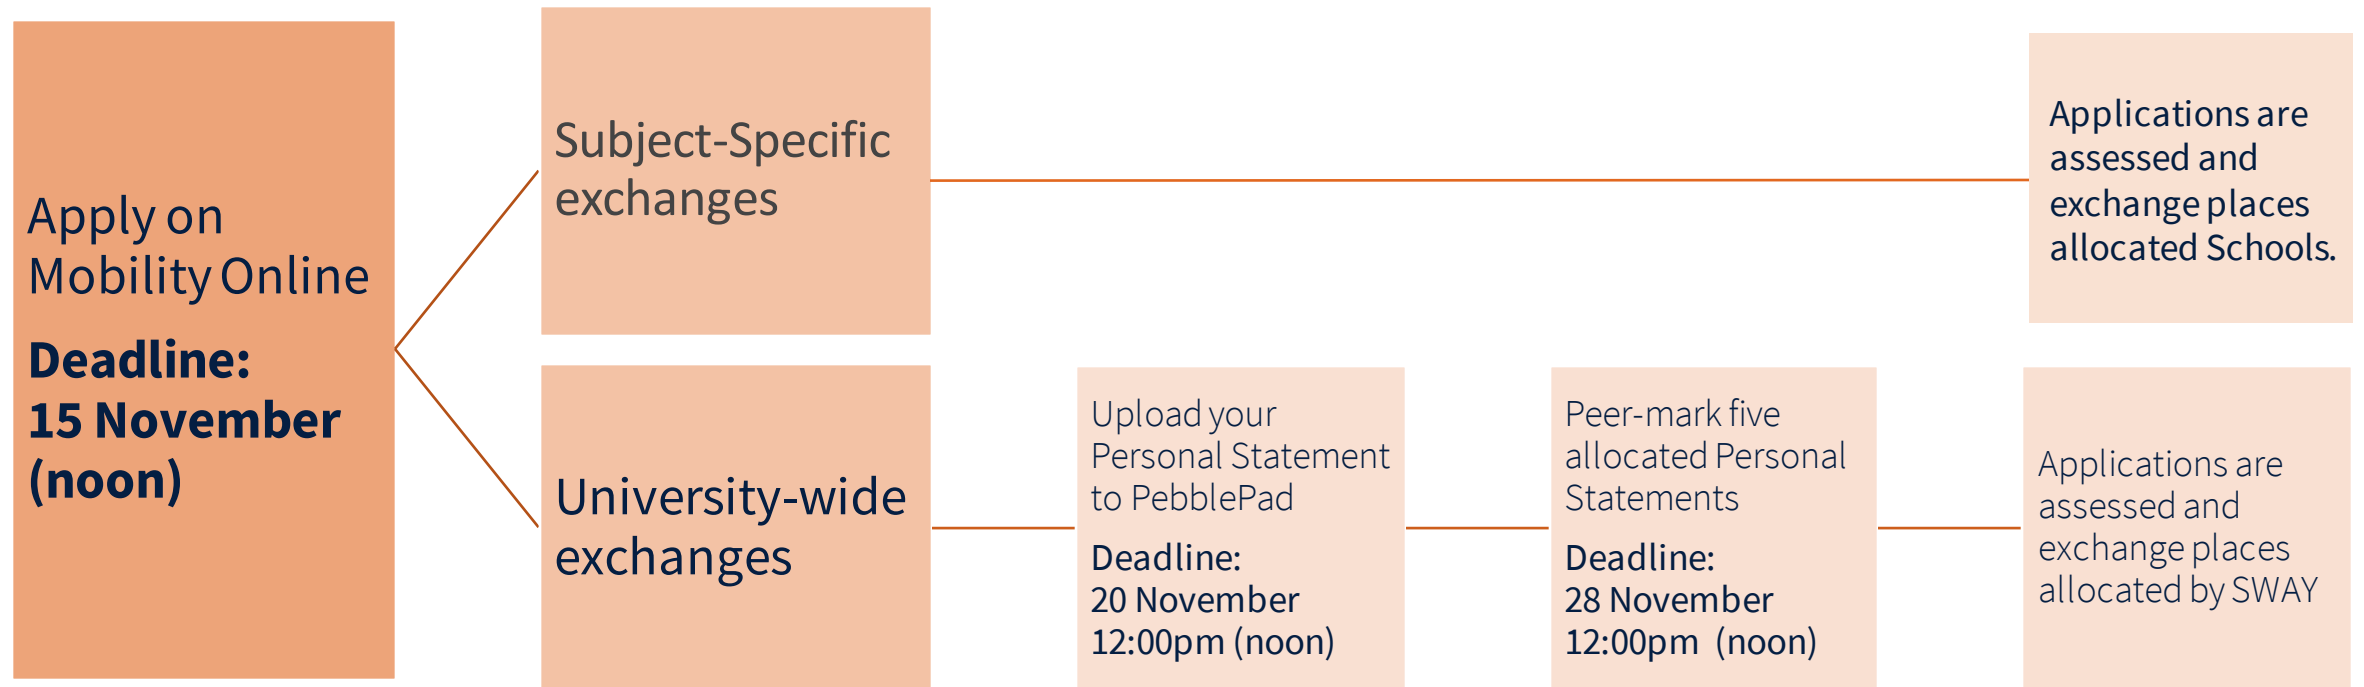 Apply on
Mobility Online
Deadline:
15 November
(noon)
Subject-Specific
exchanges
Applications are
assessed and
exchange places
allocated Schools.
University-wide
exchanges
Upload your
Personal Statement
to PebblePad
Deadline:
20 November
12:00pm (noon)
Peer-mark five
allocated Personal
Statements
Deadline:
28 November
12:00pm (noon)
Applications are
assessed and
exchange places
allocated by SWAY